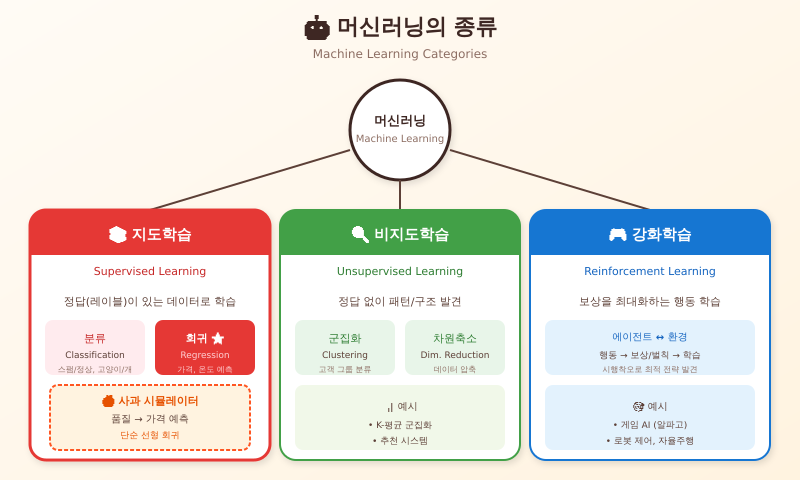 머신러닝의 종류
Machine Learning Categories
머신러닝
Machine Learning
지도학습
Supervised Learning
정답(레이블)이 있는 데이터로 학습
분류
Classification
스팸/정상, 고양이/개
회귀
Regression
가격, 온도 예측
사과 시뮬레이터
품질 → 가격 예측
단순 선형 회귀
비지도학습
Unsupervised Learning
정답 없이 패턴/구조 발견
군집화
Clustering
고객 그룹 분류
차원축소
Dim. Reduction
데이터 압축
예시
• K-평균 군집화
• 추천 시스템
강화학습
Reinforcement Learning
보상을 최대화하는 행동 학습
에이전트 ↔ 환경
행동 → 보상/벌칙 → 학습
시행착오로 최적 전략 발견
예시
• 게임 AI (알파고)
• 로봇 제어, 자율주행